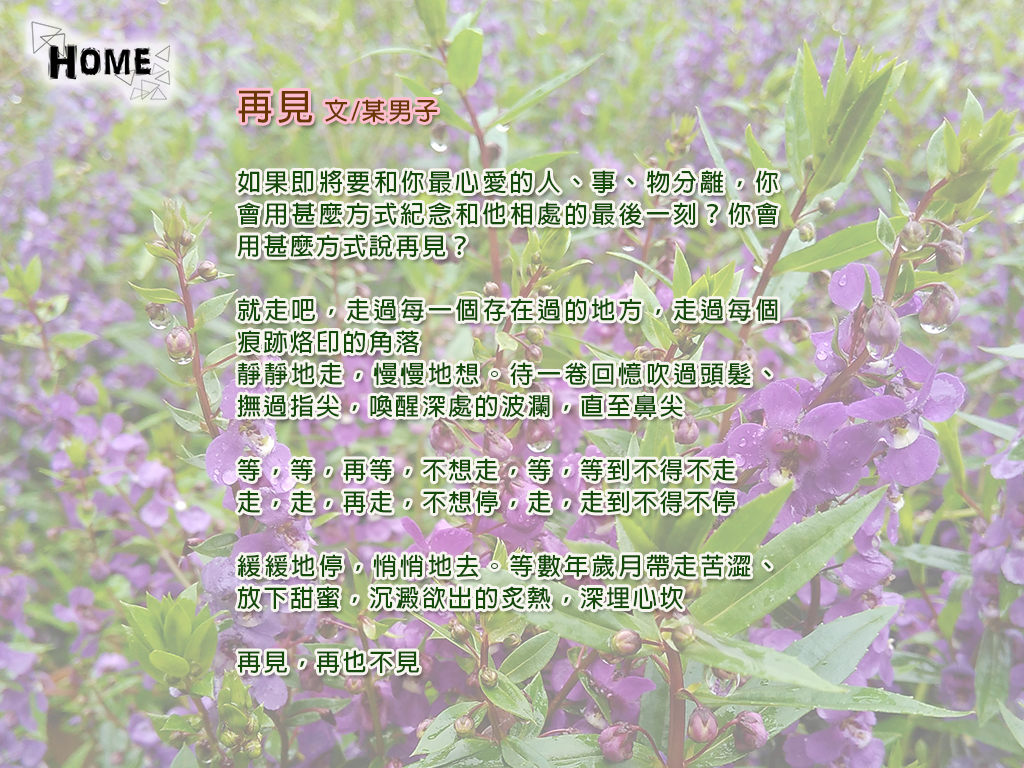 HOME
再見 文/某男子
如果即將要和你最心愛的人、事、物分離，你
會用甚麼方式紀念和他相處的最後一刻？你會
用甚麼方式說再見？
就走吧，走過每一個存在過的地方，走過每個
痕跡烙印的角落
靜靜地走，慢慢地想。待一卷回憶吹過頭髮、
撫過指尖，喚醒深處的波瀾，直至鼻尖
等，等，再等，不想走，等，等到不得不走
走，走，再走，不想停，走，走到不得不停
緩緩地停，悄悄地去。等數年歲月帶走苦澀、
放下甜蜜，沉澱欲出的炙熱，深埋心坎
再見，再也不見